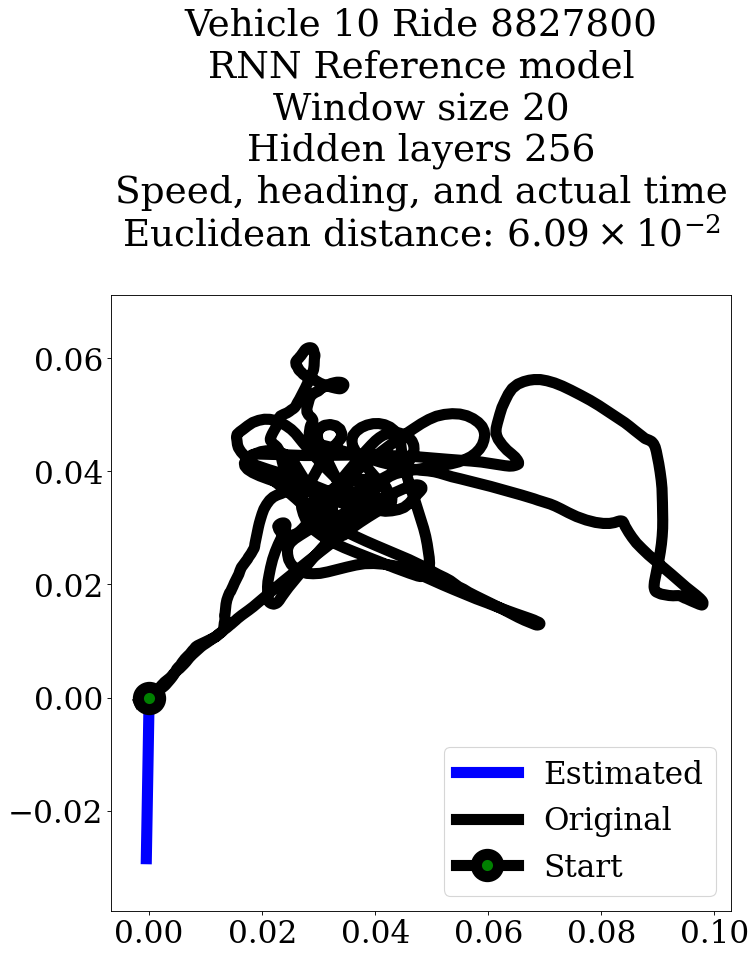 Vehicle 10 Ride 8827800
RNN Reference model
Window size 20
Hidden layers 256
Speed, heading, and actual time
Euclidean distance: 6.09 × 10⁻²
0.06
0.04
0.02
0.00
−0.02
Estimated
Original
Start
0.00 0.02 0.04 0.06 0.08 0.10